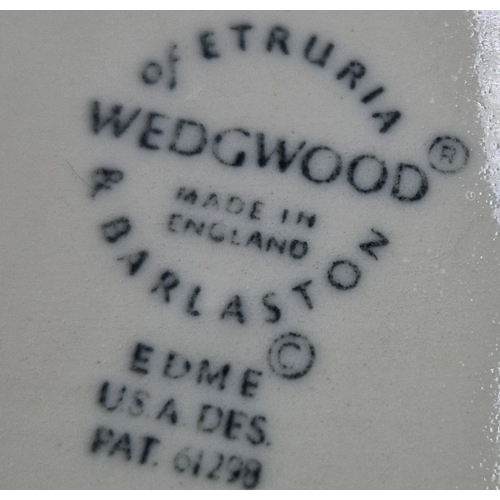 of ETRURIA
WEDGWOOD ®
MADE IN
ENGLAND
& BARLASTON
©
EDME
U.S.A. DES.
PAT. 61298